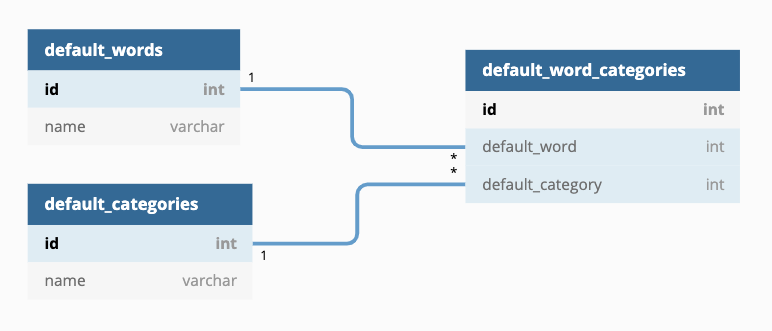 default_words
id int
1
name varchar
default_categories
id int
1
name varchar
default_word_categories
id int
default_word int
*
*
default_category int